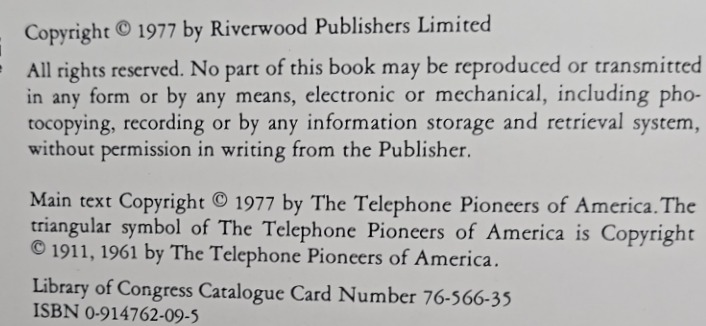 Copyright © 1977 by Riverwood Publishers Limited
All rights reserved. No part of this book may be reproduced or transmitted
in any form or by any means, electronic or mechanical, including pho-
tocopying, recording or by any information storage and retrieval system,
without permission in writing from the Publisher.
Main text Copyright © 1977 by The Telephone Pioneers of America.The
triangular symbol of The Telephone Pioneers of America is Copyright
© 1911, 1961 by The Telephone Pioneers of America.
Library of Congress Catalogue Card Number 76-566-35
ISBN 0-914762-09-5